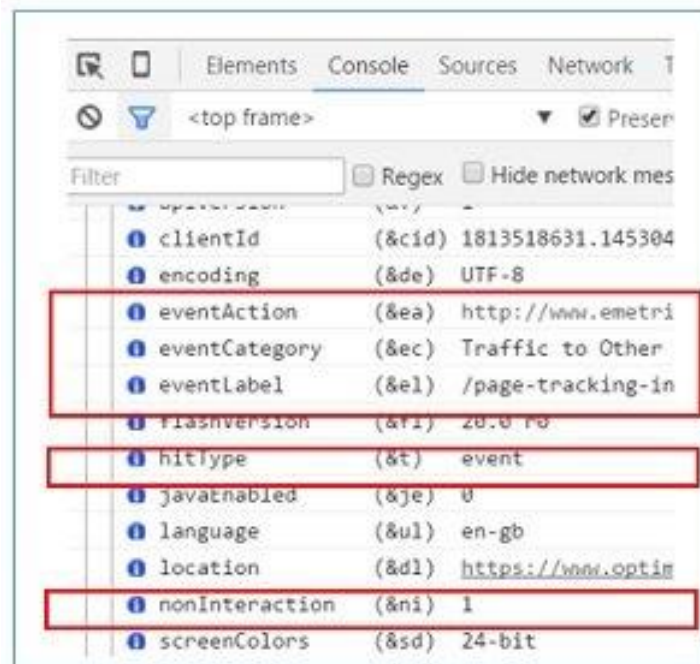 Elements Console Sources Network
<top frame> ▼ Preser
Filter Regex Hide network mes
clientId (&cid) 1813518631.145304
encoding (&de) UTF-8
eventAction (&ea) http://www.emetri
eventCategory (&ec) Traffic to Other
eventLabel (&el) /page-tracking-in
flashVersion (&fl) 20.0 r0
hitType (&t) event
javaEnabled (&je) 0
language (&ul) en-gb
location (&dl) https://www.optim
nonInteraction (&ni) 1
screenColors (&sd) 24-bit